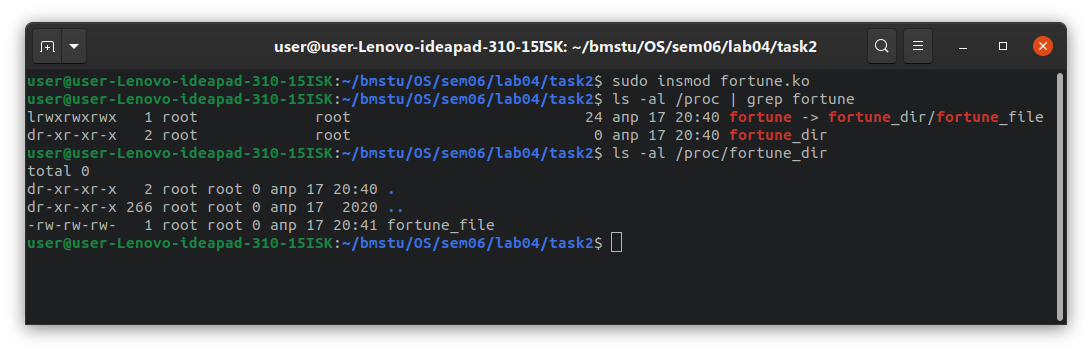 user@user-Lenovo-ideapad-310-15ISK: ~/bmstu/OS/sem06/lab04/task2
user@user-Lenovo-ideapad-310-15ISK:~/bmstu/OS/sem06/lab04/task2$ sudo insmod fortune.ko
user@user-Lenovo-ideapad-310-15ISK:~/bmstu/OS/sem06/lab04/task2$ ls -al /proc | grep fortune
lrwxrwxrwx   1 root             root                             24 апр 17 20:40 fortune -> fortune_dir/fortune_file
dr-xr-xr-x   2 root             root                              0 апр 17 20:40 fortune_dir
user@user-Lenovo-ideapad-310-15ISK:~/bmstu/OS/sem06/lab04/task2$ ls -al /proc/fortune_dir
total 0
dr-xr-xr-x   2 root root 0 апр 17 20:40 .
dr-xr-xr-x 266 root root 0 апр 17  2020 ..
-rw-rw-rw-   1 root root 0 апр 17 20:41 fortune_file
user@user-Lenovo-ideapad-310-15ISK:~/bmstu/OS/sem06/lab04/task2$